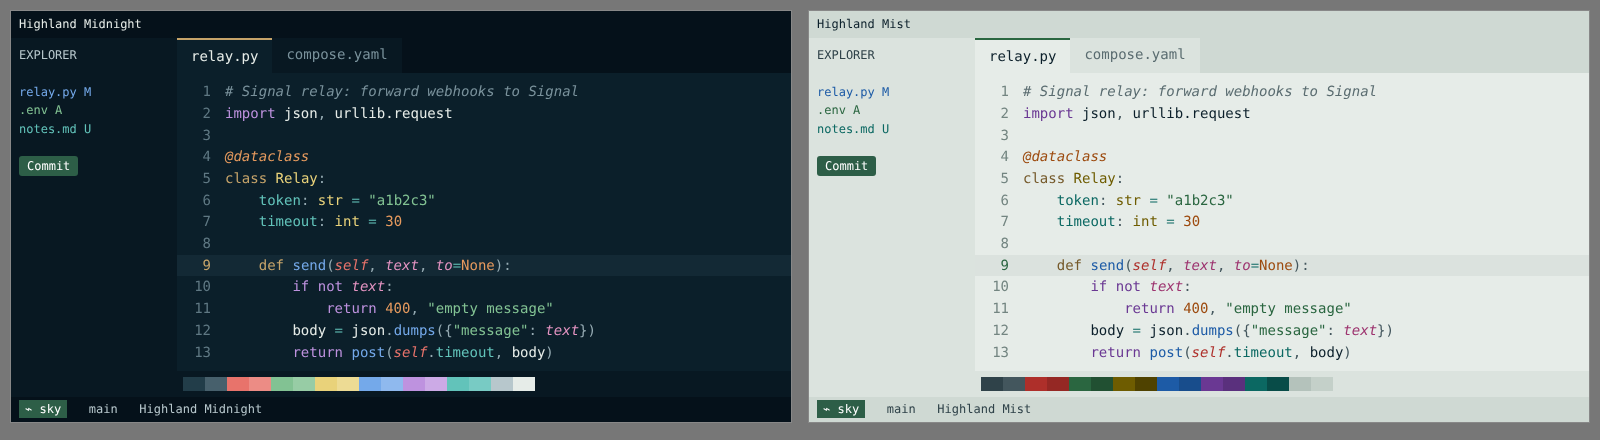 Highland Midnight
EXPLORER
relay.py M
.env A
notes.md U
Commit
relay.py compose.yaml
1 # Signal relay: forward webhooks to Signal
2 import json, urllib.request
3
4 @dataclass
5 class Relay:
6     token: str = "a1b2c3"
7     timeout: int = 30
8
9     def send(self, text, to=None):
10         if not text:
11             return 400, "empty message"
12         body = json.dumps({"message": text})
13         return post(self.timeout, body)
⌁ sky main Highland Midnight
Highland Mist
EXPLORER
relay.py M
.env A
notes.md U
Commit
relay.py compose.yaml
1 # Signal relay: forward webhooks to Signal
2 import json, urllib.request
3
4 @dataclass
5 class Relay:
6     token: str = "a1b2c3"
7     timeout: int = 30
8
9     def send(self, text, to=None):
10         if not text:
11             return 400, "empty message"
12         body = json.dumps({"message": text})
13         return post(self.timeout, body)
⌁ sky main Highland Mist